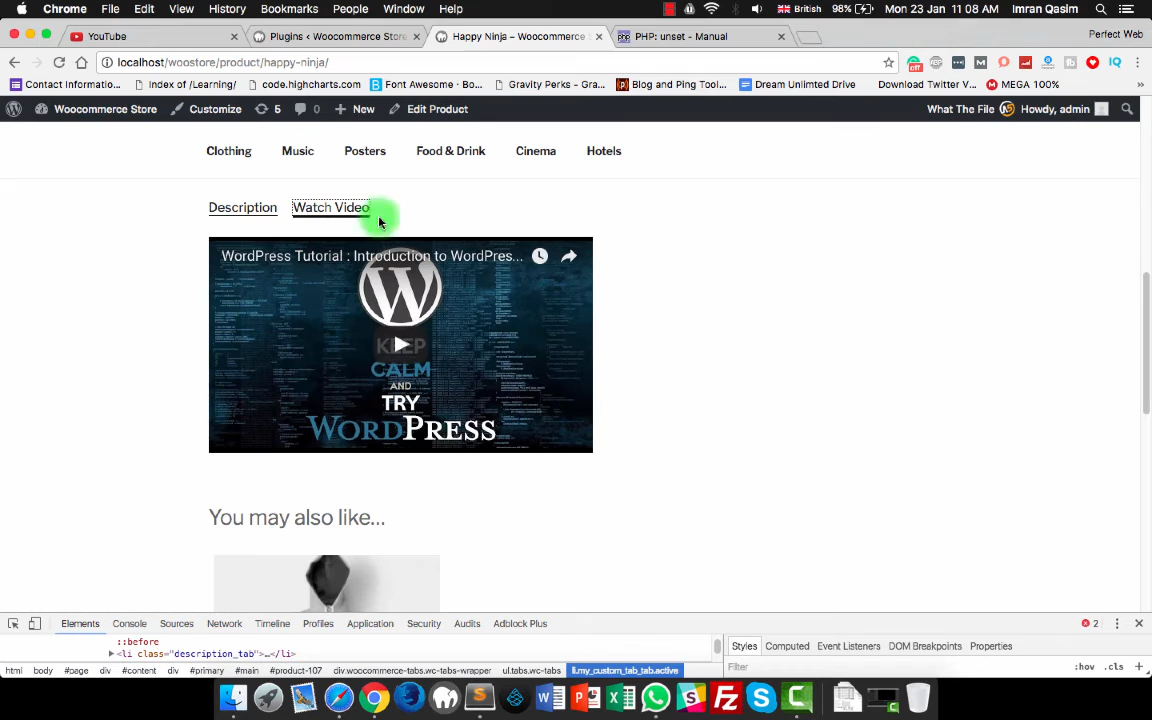 Chrome File Edit View History Bookmarks People Window Help British 98% Mon 23 Jan 11:08 AM Imran Qasim
YouTube Plugins ‹ Woocommerce Store Happy Ninja – Woocommerce PHP: unset - Manual Perfect Web
localhost/woostore/product/happy-ninja/
Contact Informatio... Index of /Learning/ code.highcharts.com Font Awesome · Bo... Gravity Perks - Gra... Blog and Ping Tool... Dream Unlimted Drive Download Twitter V... MEGA 100% »
Woocommerce Store Customize 5 0 New Edit Product What The File Howdy, admin
Clothing Music Posters Food & Drink Cinema Hotels
Description Watch Video
WordPress Tutorial : Introduction to WordPres...
KEEP
CALM
AND
TRY
WORDPRESS
You may also like...
Elements Console Sources Network Timeline Profiles Application Security Audits Adblock Plus 2
::before
<li class="description_tab">…</li>
Styles Computed Event Listeners DOM Breakpoints Properties
Filter :hov .cls
html body #page div #content div #primary #main #product-107 div.woocommerce-tabs.wc-tabs-wrapper ul.tabs.wc-tabs li.my_custom_tab_tab.active